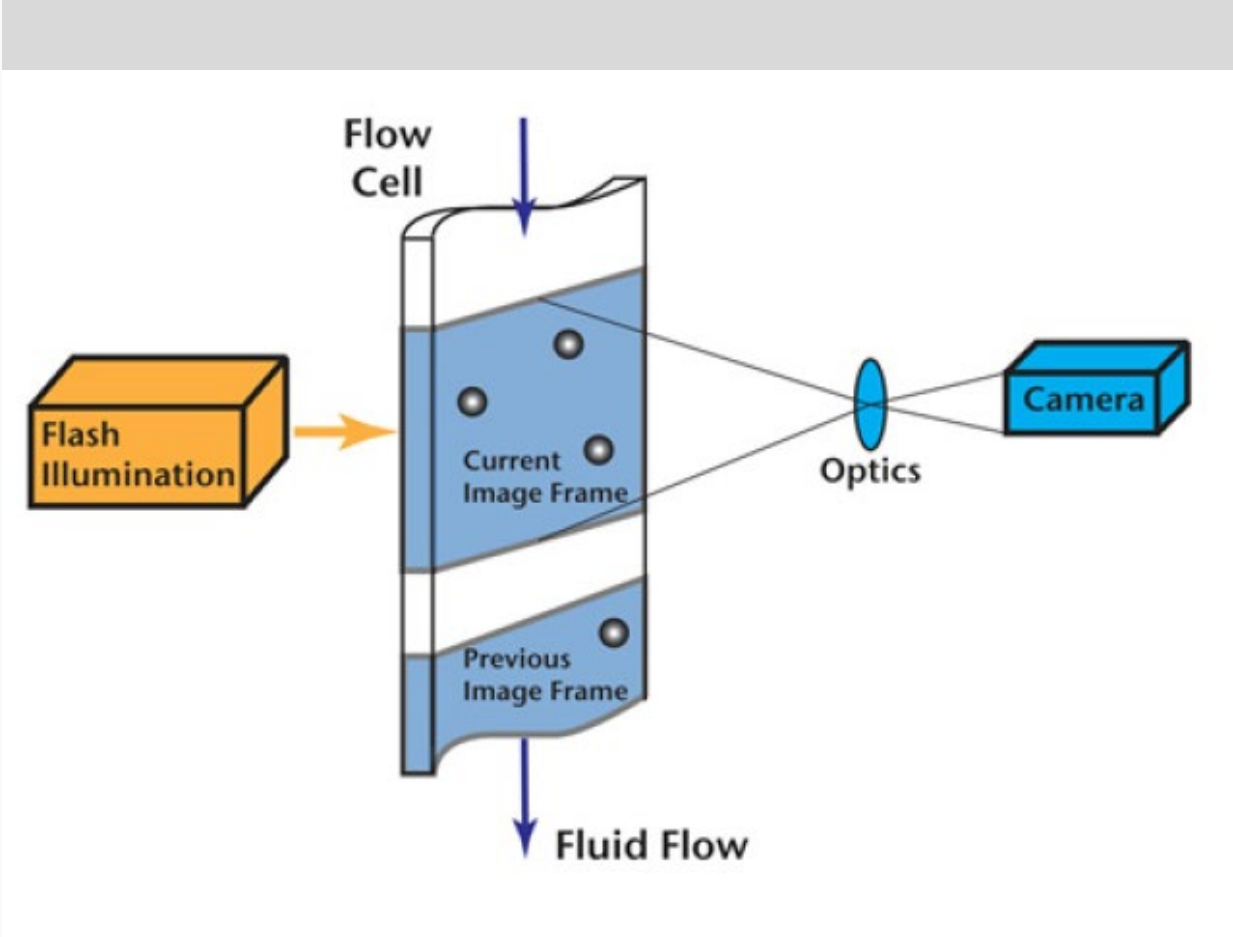 Flow
Cell
Flash
Illumination
Current
Image Frame
Optics
Camera
Previous
Image Frame
Fluid Flow